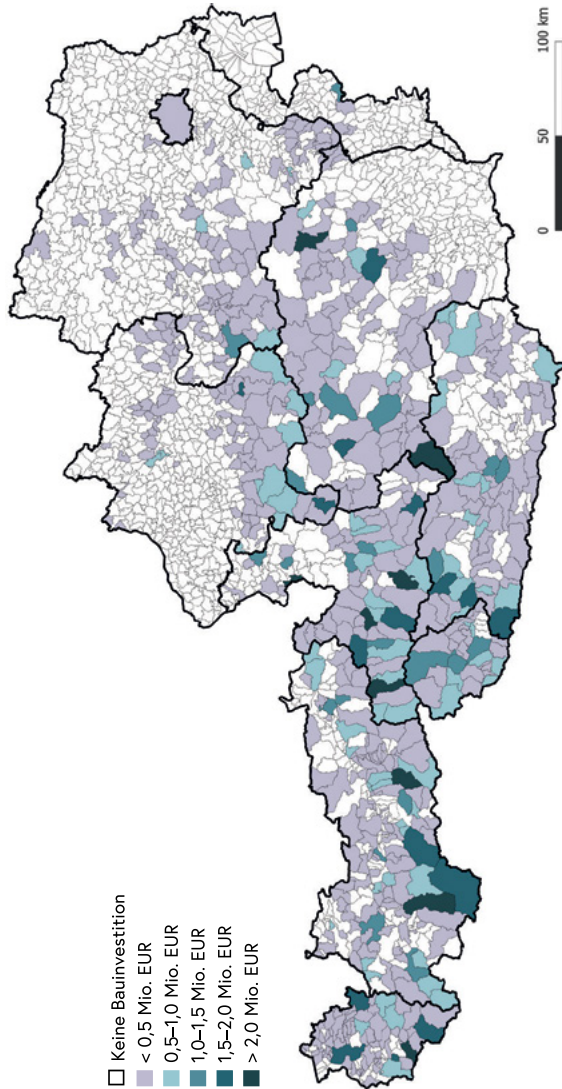 Keine Bauinvestition
< 0,5 Mio. EUR
0,5–1,0 Mio. EUR
1,0–1,5 Mio. EUR
1,5–2,0 Mio. EUR
> 2,0 Mio. EUR
0 50 100 km